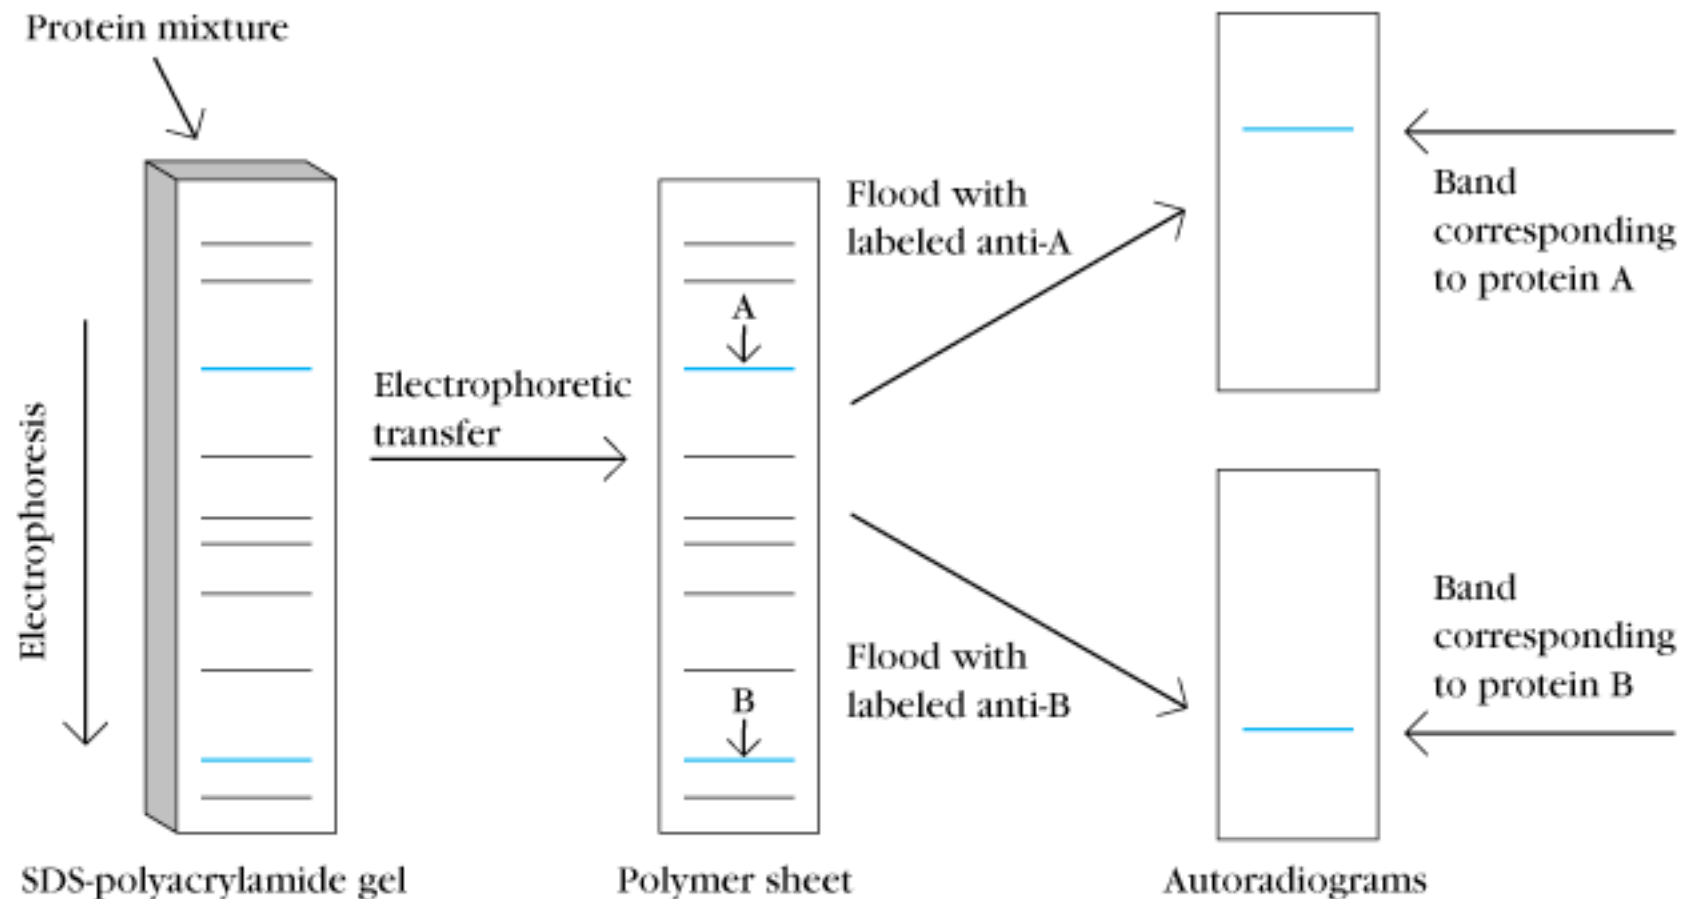 Protein mixture
Electrophoresis
SDS-polyacrylamide gel
Electrophoretic
transfer
A
B
Polymer sheet
Flood with
labeled anti-A
Flood with
labeled anti-B
Band
corresponding
to protein A
Band
corresponding
to protein B
Autoradiograms